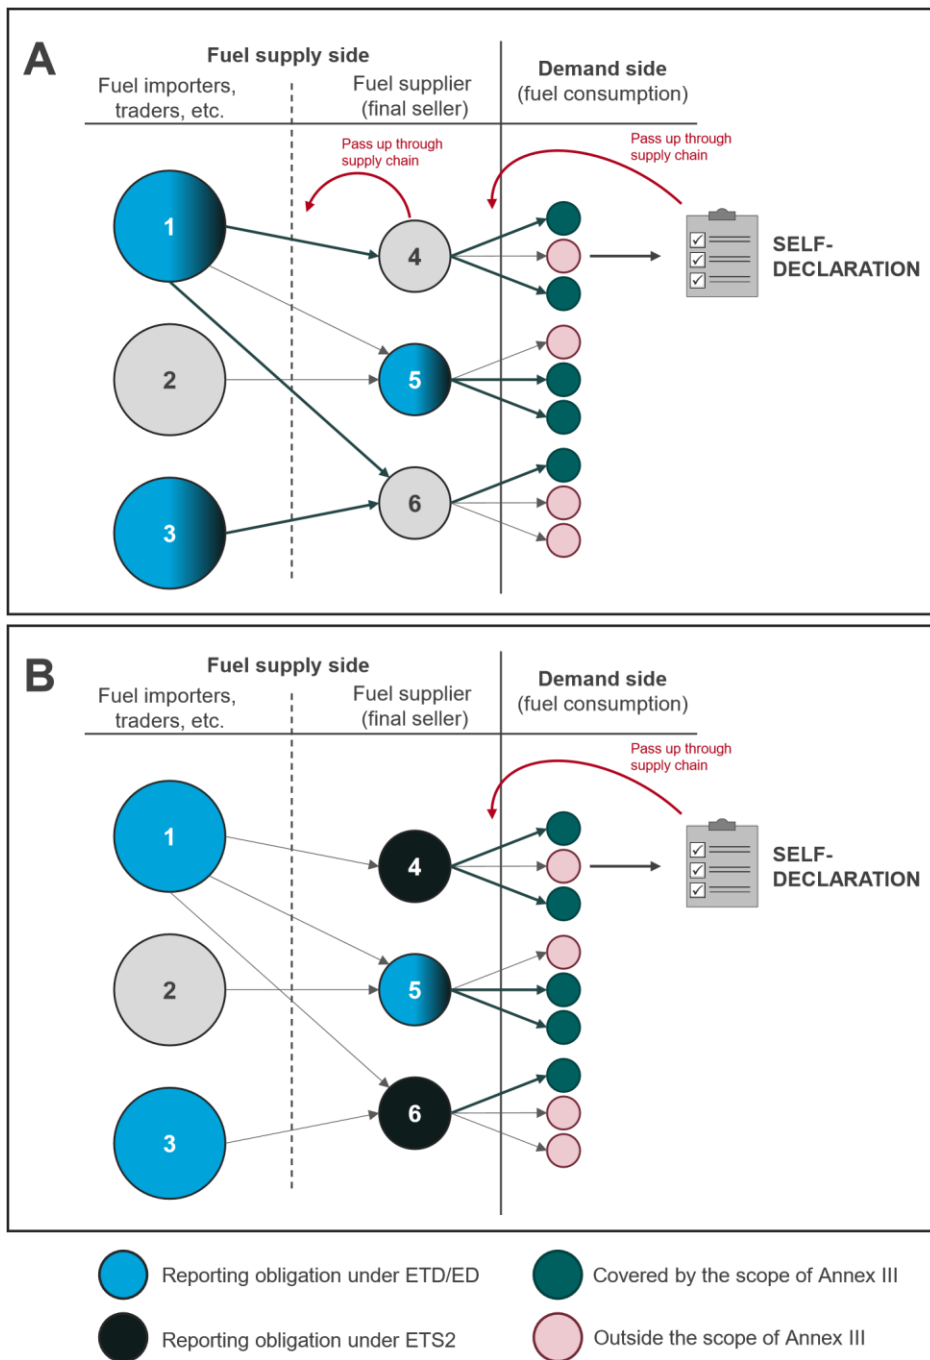 A
Fuel supply side
Fuel importers,
traders, etc.
Fuel supplier
(final seller)
Demand side
(fuel consumption)
Pass up through
supply chain
Pass up through
supply chain
1
2
3
4
5
6
SELF-
DECLARATION
B
Fuel supply side
Fuel importers,
traders, etc.
Fuel supplier
(final seller)
Demand side
(fuel consumption)
Pass up through
supply chain
1
2
3
4
5
6
SELF-
DECLARATION
Reporting obligation under ETD/ED
Covered by the scope of Annex III
Reporting obligation under ETS2
Outside the scope of Annex III